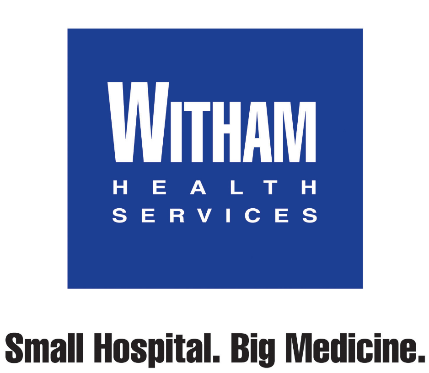 WITHAM
HEALTH
SERVICES
Small Hospital. Big Medicine.